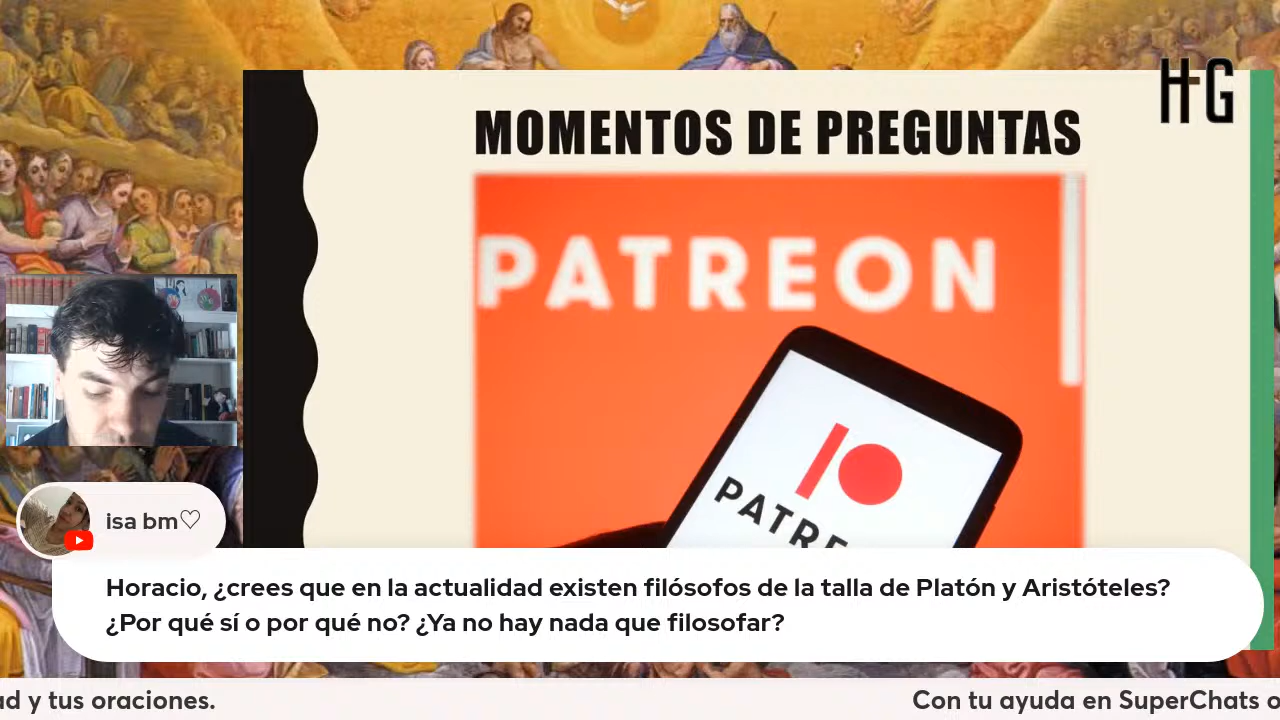 H-G
MOMENTOS DE PREGUNTAS
PATREON
PATRE
isa bm♡
Horacio, ¿crees que en la actualidad existen filósofos de la talla de Platón y Aristóteles?
¿Por qué sí o por qué no? ¿Ya no hay nada que filosofar?
ad y tus oraciones.
Con tu ayuda en SuperChats o